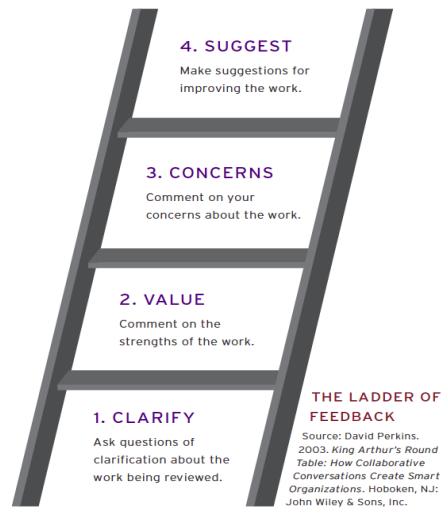 4. SUGGEST
Make suggestions for
improving the work.
3. CONCERNS
Comment on your
concerns about the work.
2. VALUE
Comment on the
strengths of the work.
1. CLARIFY
Ask questions of
clarification about the
work being reviewed.
THE LADDER OF
FEEDBACK
Source: David Perkins.
2003. King Arthur's Round
Table: How Collaborative
Conversations Create Smart
Organizations. Hoboken, NJ:
John Wiley & Sons, Inc.